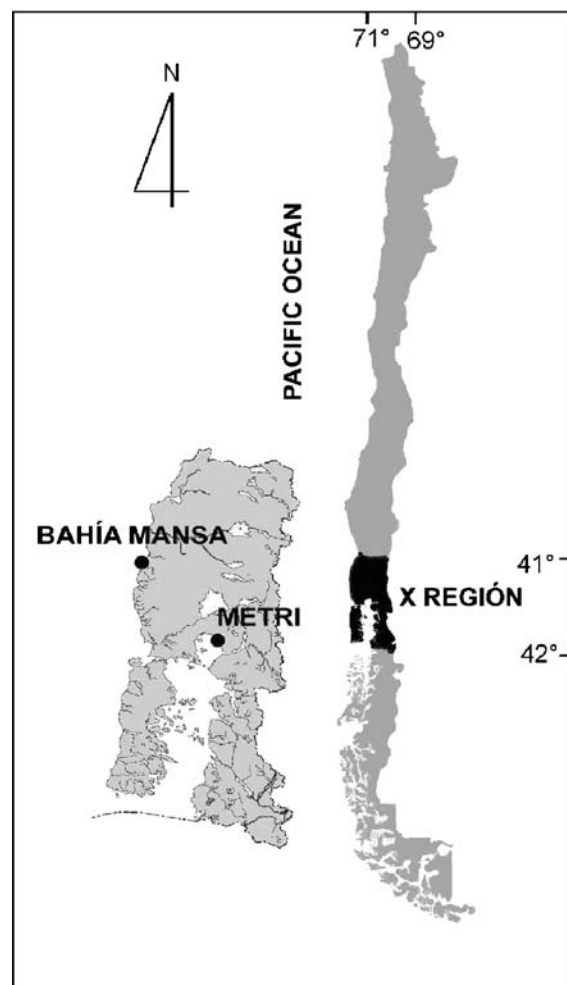 71° 69°
N
PACIFIC OCEAN
BAHÍA MANSA
41°
X REGIÓN
METRI
42°